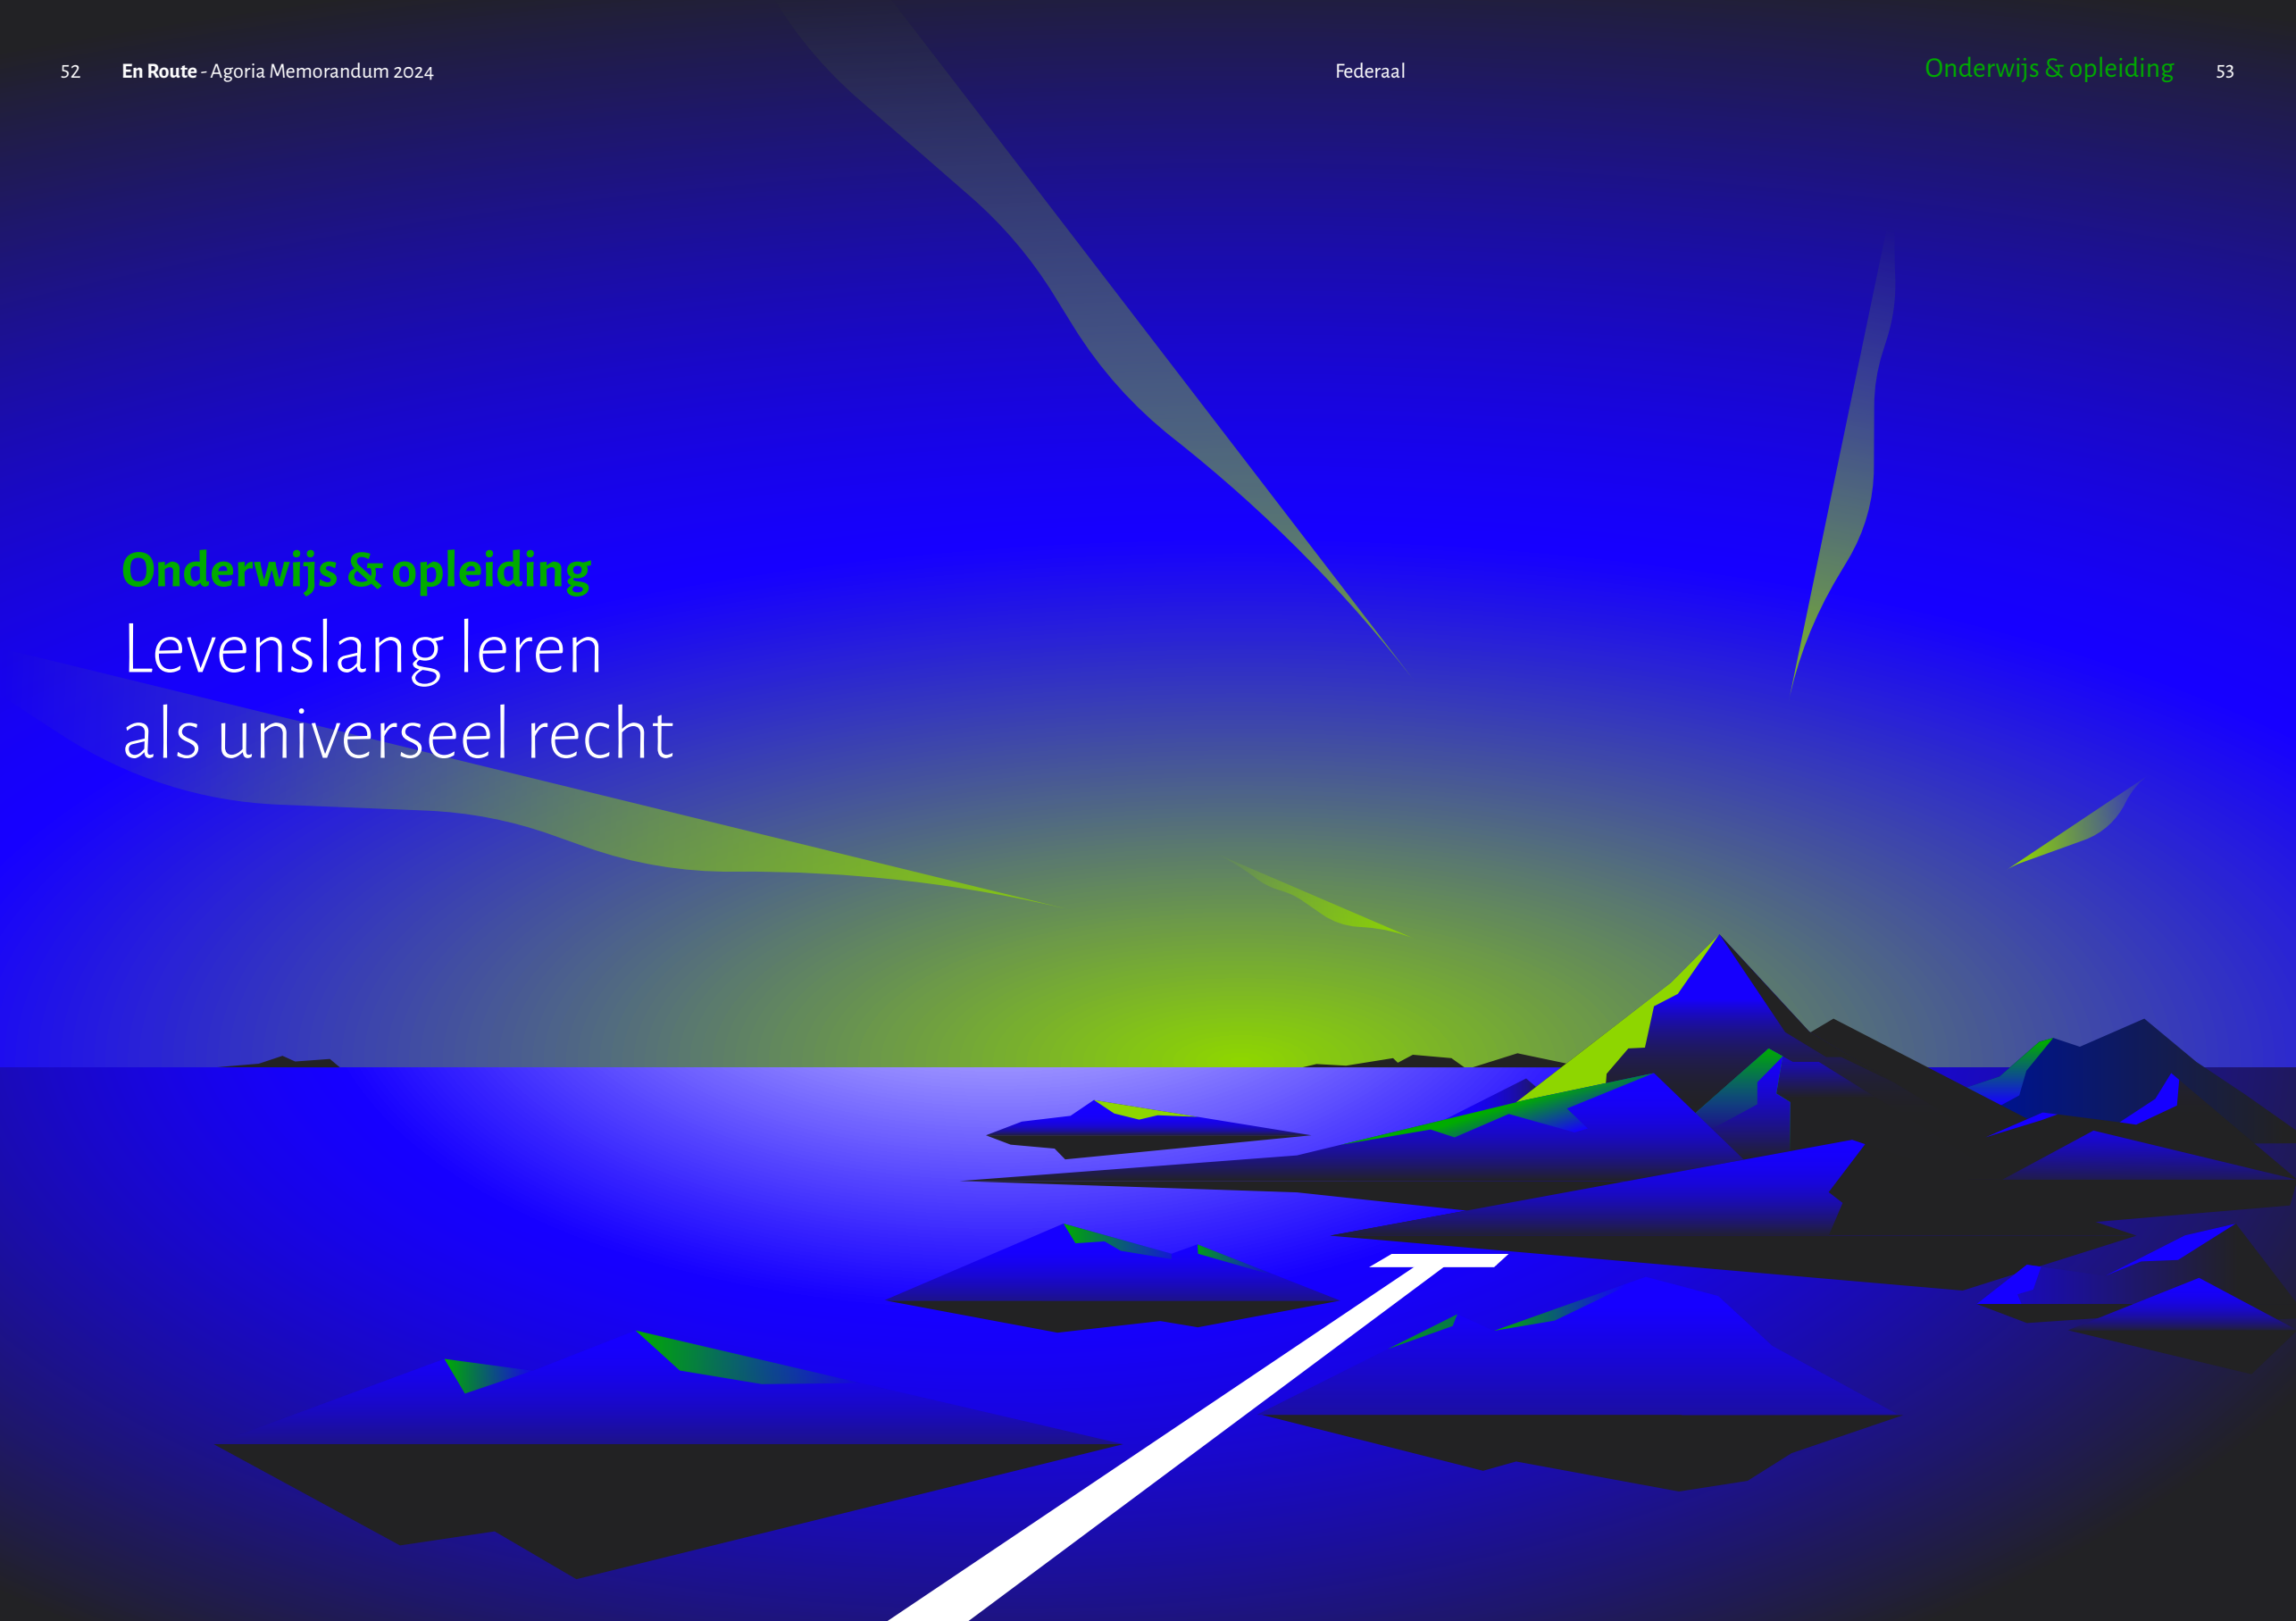 52 En Route - Agoria Memorandum 2024
Federaal
Onderwijs & opleiding 53
Onderwijs & opleiding
Levenslang leren
als universeel recht